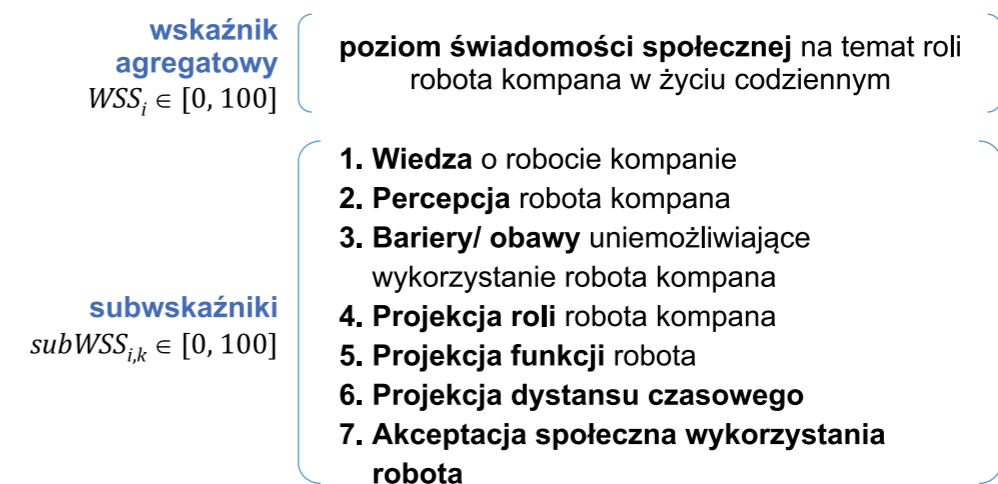 wskaźnik
agregatowy
WSSᵢ ∈ [0, 100]
poziom świadomości społecznej na temat roli
robota kompana w życiu codziennym
subwskaźniki
subWSSᵢ,ₖ ∈ [0, 100]
1. Wiedza o robocie kompanie
2. Percepcja robota kompana
3. Bariery/ obawy uniemożliwiające
wykorzystanie robota kompana
4. Projekcja roli robota kompana
5. Projekcja funkcji robota
6. Projekcja dystansu czasowego
7. Akceptacja społeczna wykorzystania
robota